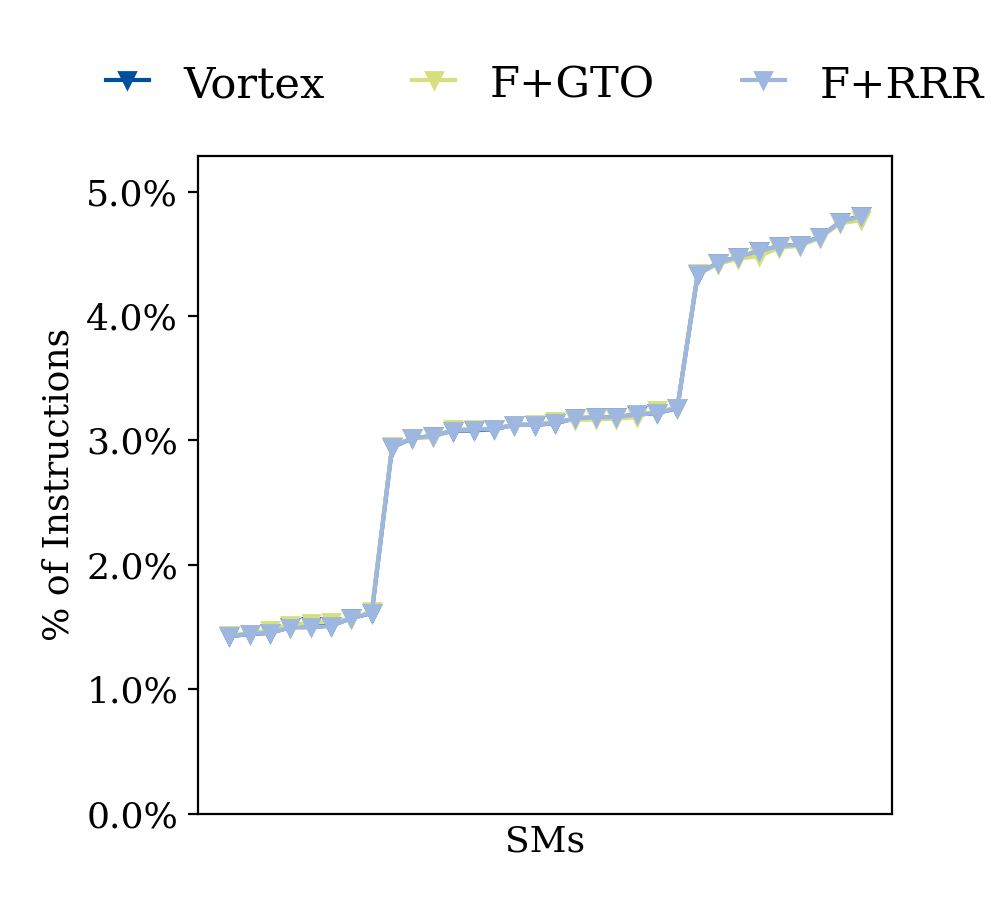 Vortex F+GTO F+RRR
5.0%
4.0%
3.0%
2.0%
1.0%
0.0%
% of Instructions
SMs